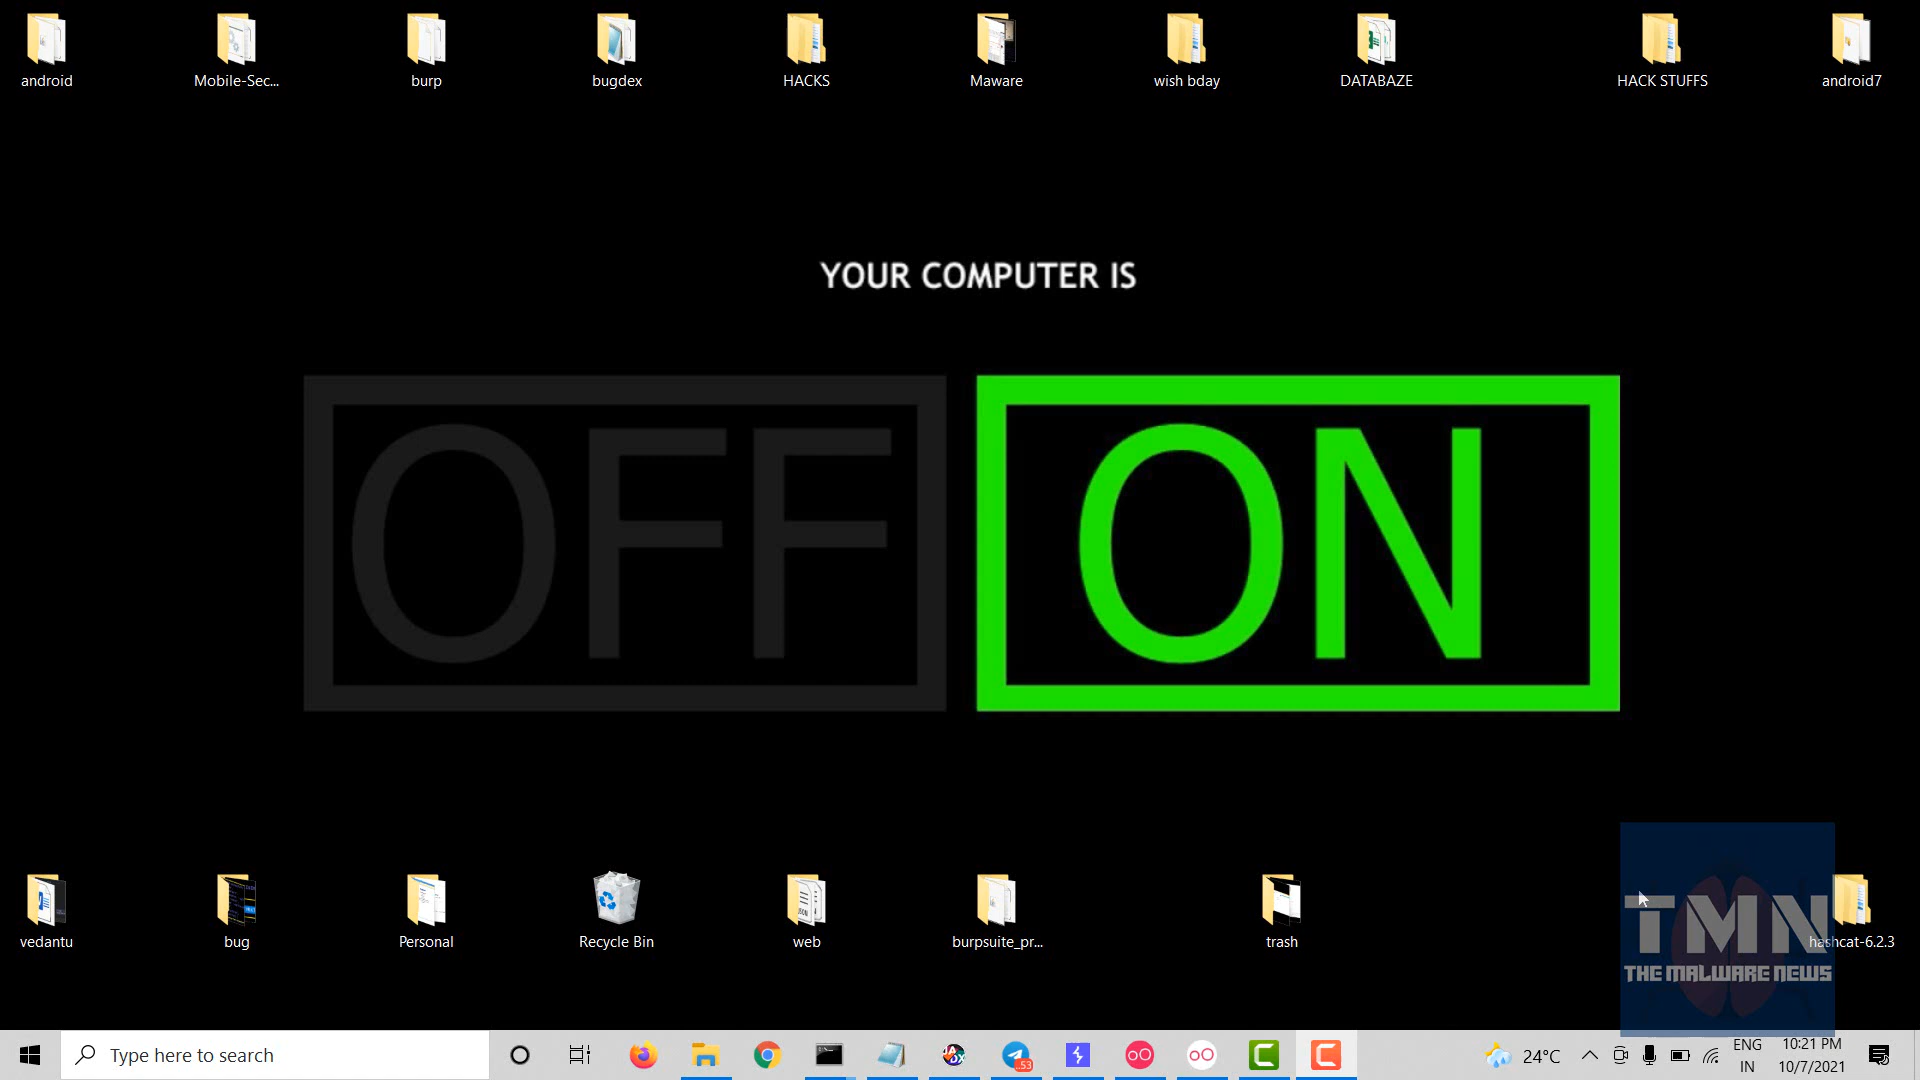 android
Mobile-Sec...
burp
bugdex
HACKS
Maware
wish bday
DATABAZE
HACK STUFFS
android7
YOUR COMPUTER IS
OFF
ON
vedantu
bug
Personal
Recycle Bin
web
burpsuite_pr...
trash
hashcat-6.2.3
TMN
THE MALWARE NEWS
Type here to search
..53
24°C
ENG
IN
10:21 PM
10/7/2021